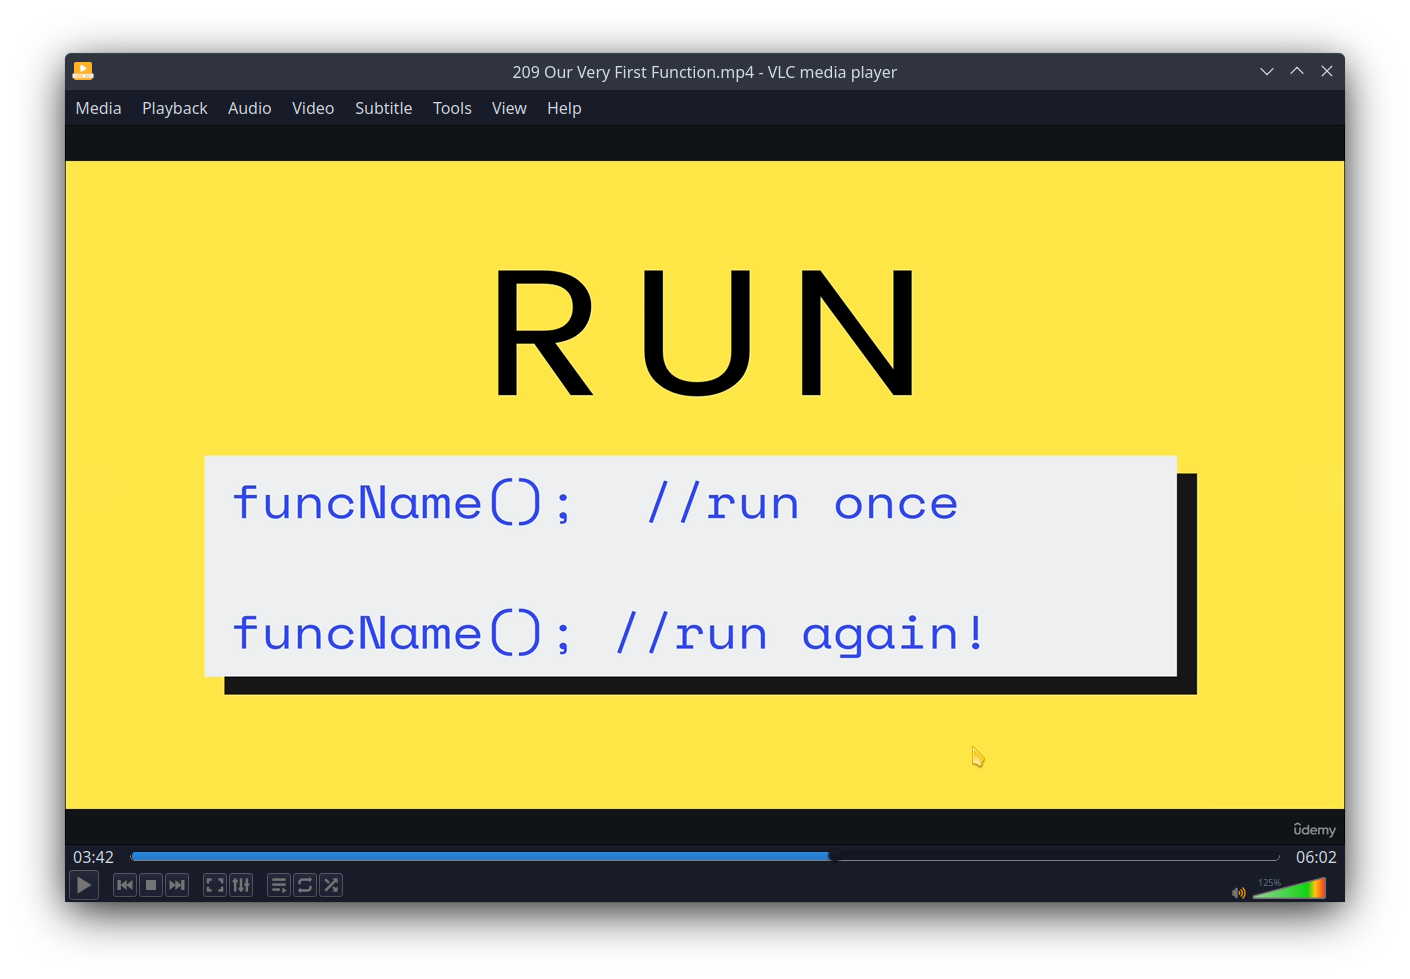 209 Our Very First Function.mp4 - VLC media player
Media Playback Audio Video Subtitle Tools View Help
RUN
funcName();  //run once
funcName(); //run again!
udemy
03:42 06:02
125%